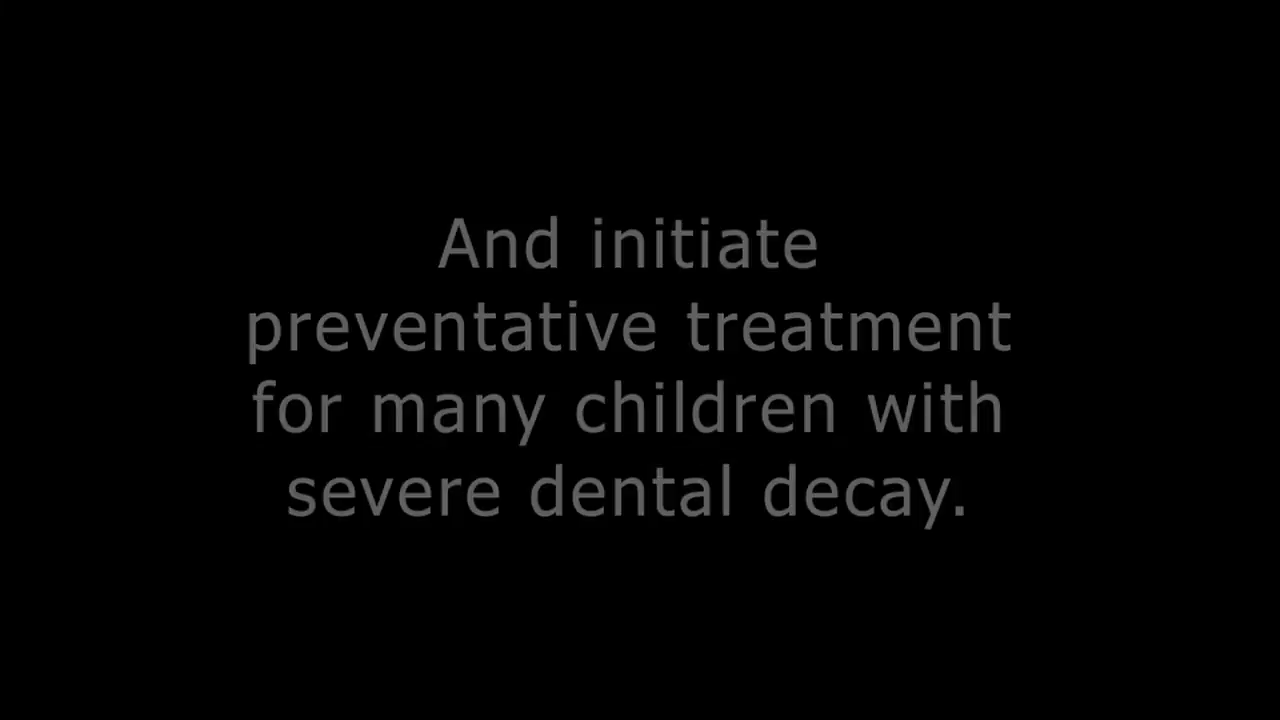 And initiate
preventative treatment
for many children with
severe dental decay.